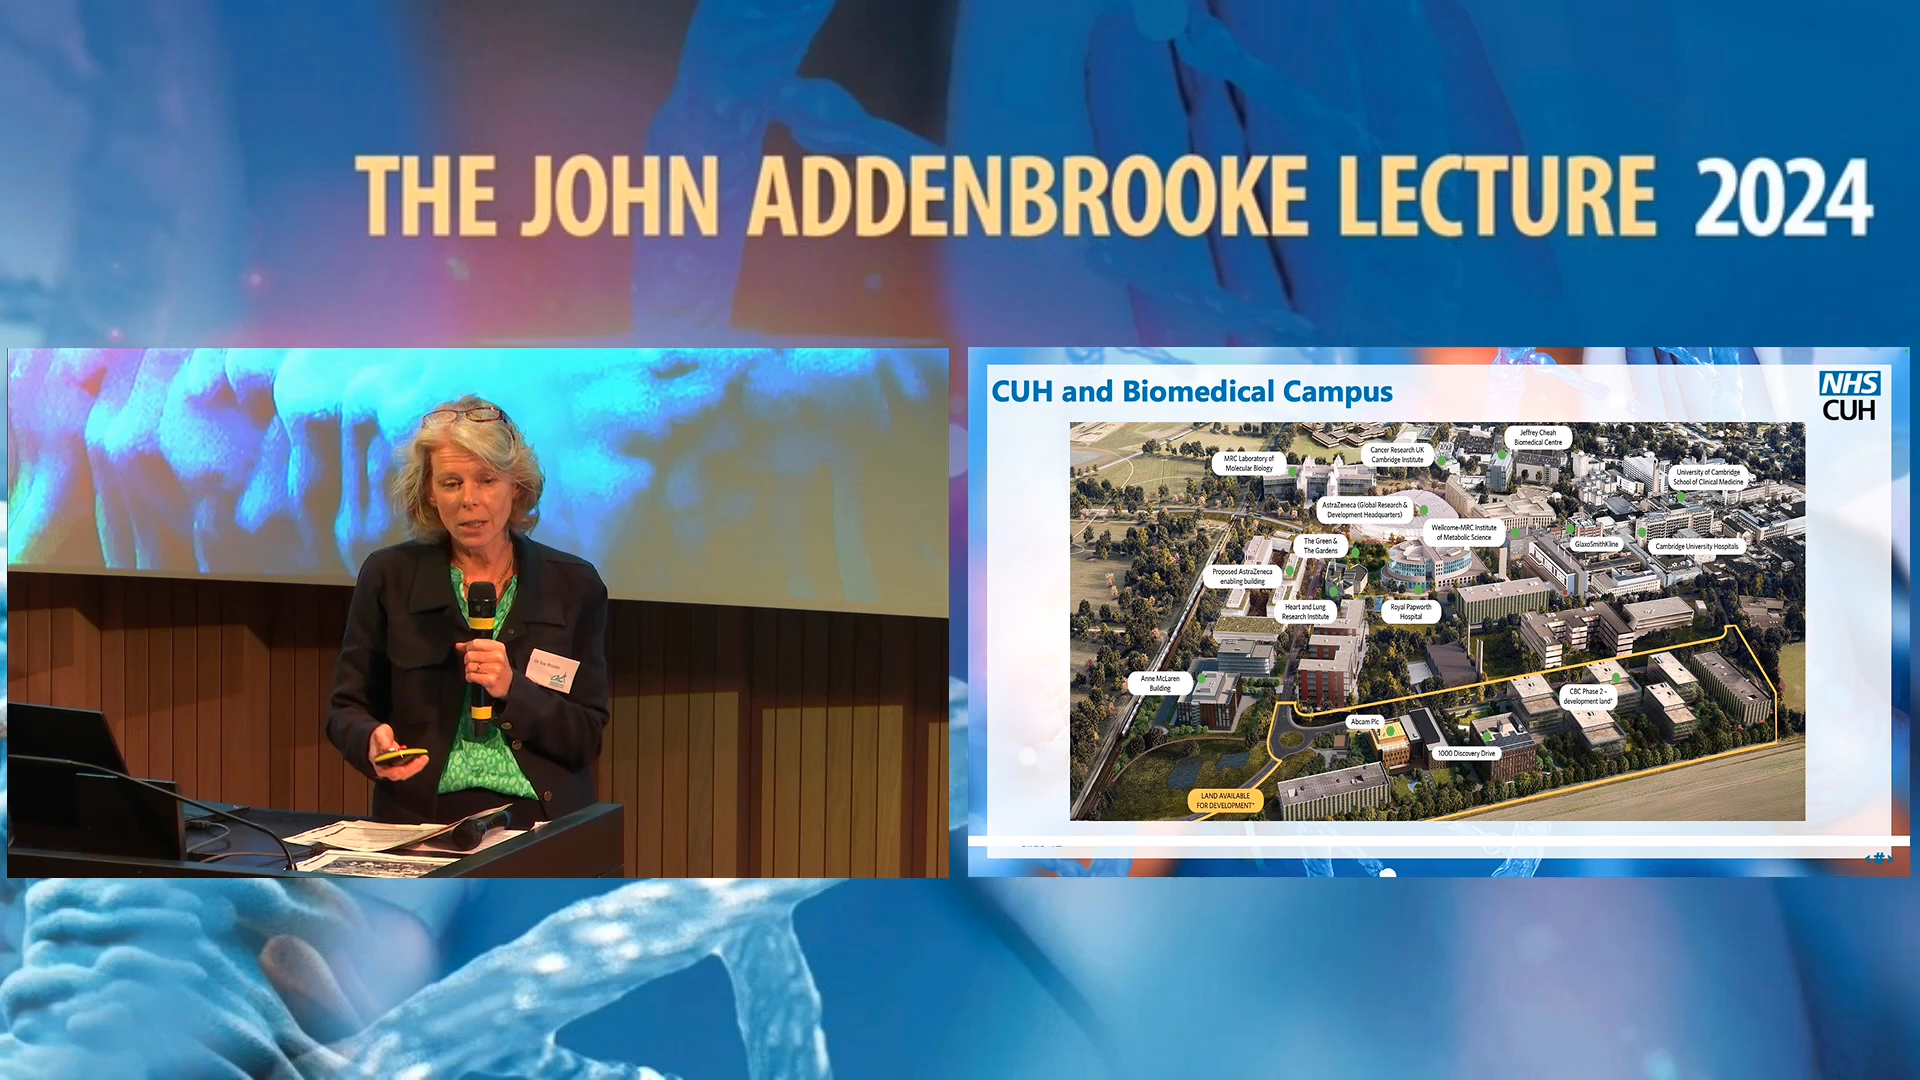 THE JOHN ADDENBROOKE LECTURE 2024
CUH and Biomedical Campus
NHS
CUH
Jeffrey Cheah
Biomedical Centre
Cancer Research UK
Cambridge Institute
MRC Laboratory of
Molecular Biology
University of Cambridge
School of Clinical Medicine
AstraZeneca (Global Research &
Development Headquarters)
Wellcome-MRC Institute
of Metabolic Science
The Green &
The Gardens
GlaxoSmithKline
Cambridge University Hospitals
Proposed AstraZeneca
enabling building
Heart and Lung
Research Institute
Royal Papworth
Hospital
Anne McLaren
Building
CBC Phase 2 -
development land*
Abcam Plc
1000 Discovery Drive
LAND AVAILABLE
FOR DEVELOPMENT*
act
‹#›